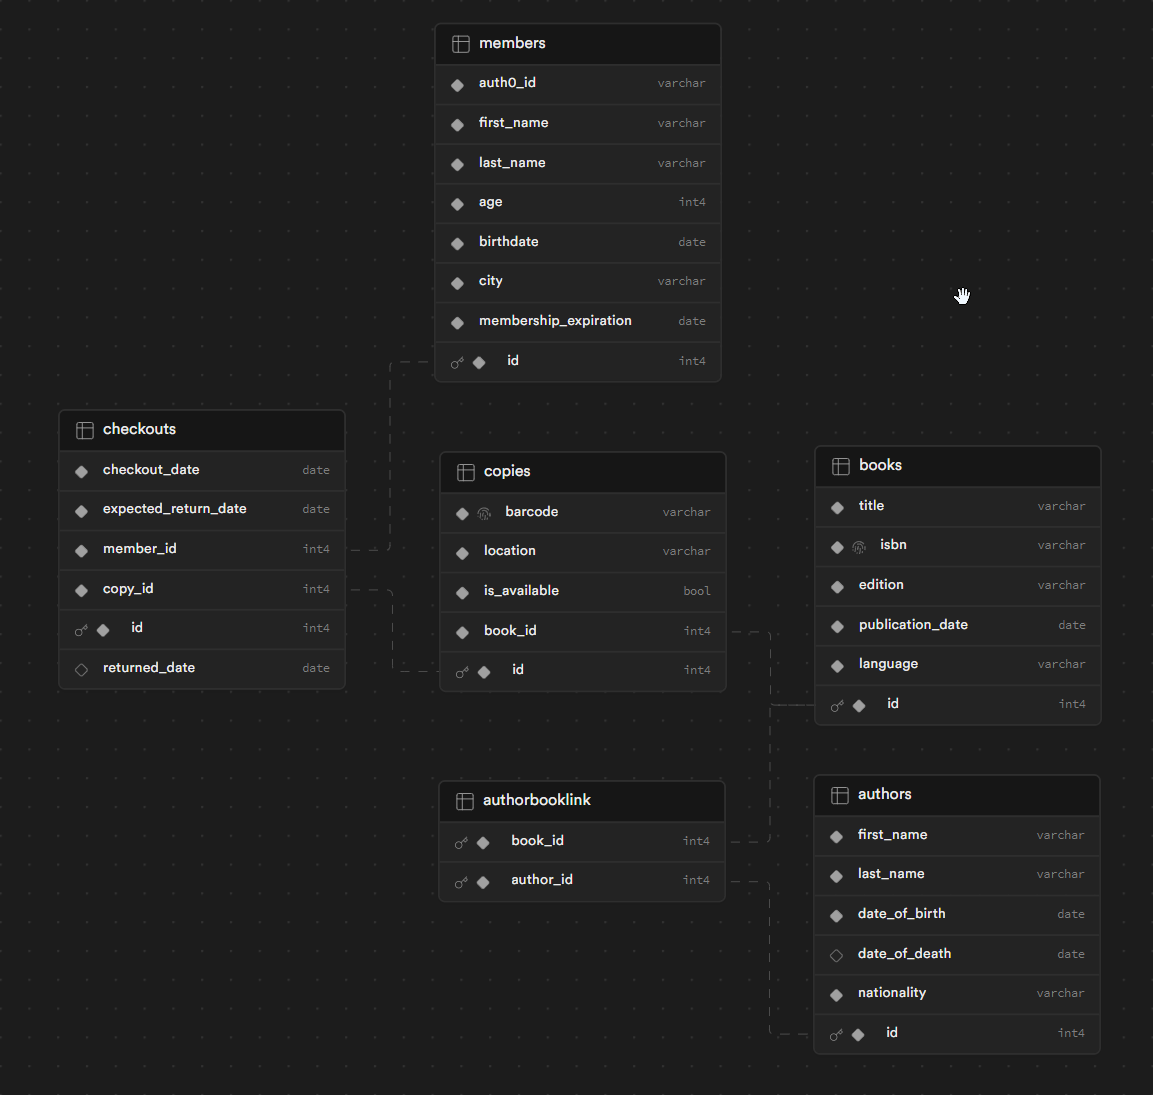 members
auth0_id varchar
first_name varchar
last_name varchar
age int4
birthdate date
city varchar
membership_expiration date
id int4
checkouts
checkout_date date
expected_return_date date
member_id int4
copy_id int4
id int4
returned_date date
copies
barcode varchar
location varchar
is_available bool
book_id int4
id int4
books
title varchar
isbn varchar
edition varchar
publication_date date
language varchar
id int4
authorbooklink
book_id int4
author_id int4
authors
first_name varchar
last_name varchar
date_of_birth date
date_of_death date
nationality varchar
id int4